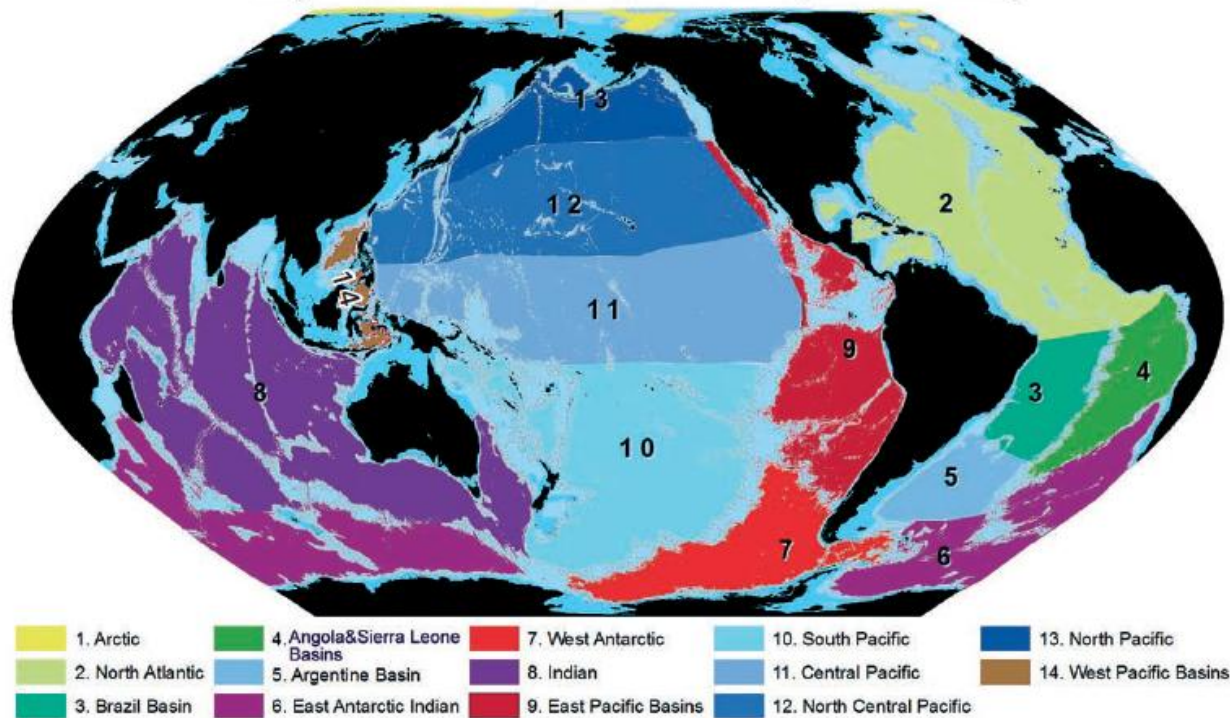 1
13
12
2
14
11
9
8
3
4
10
5
7
6
1. Arctic
2. North Atlantic
3. Brazil Basin
4. Angola&Sierra Leone
Basins
5. Argentine Basin
6. East Antarctic Indian
7. West Antarctic
8. Indian
9. East Pacific Basins
10. South Pacific
11. Central Pacific
12. North Central Pacific
13. North Pacific
14. West Pacific Basins